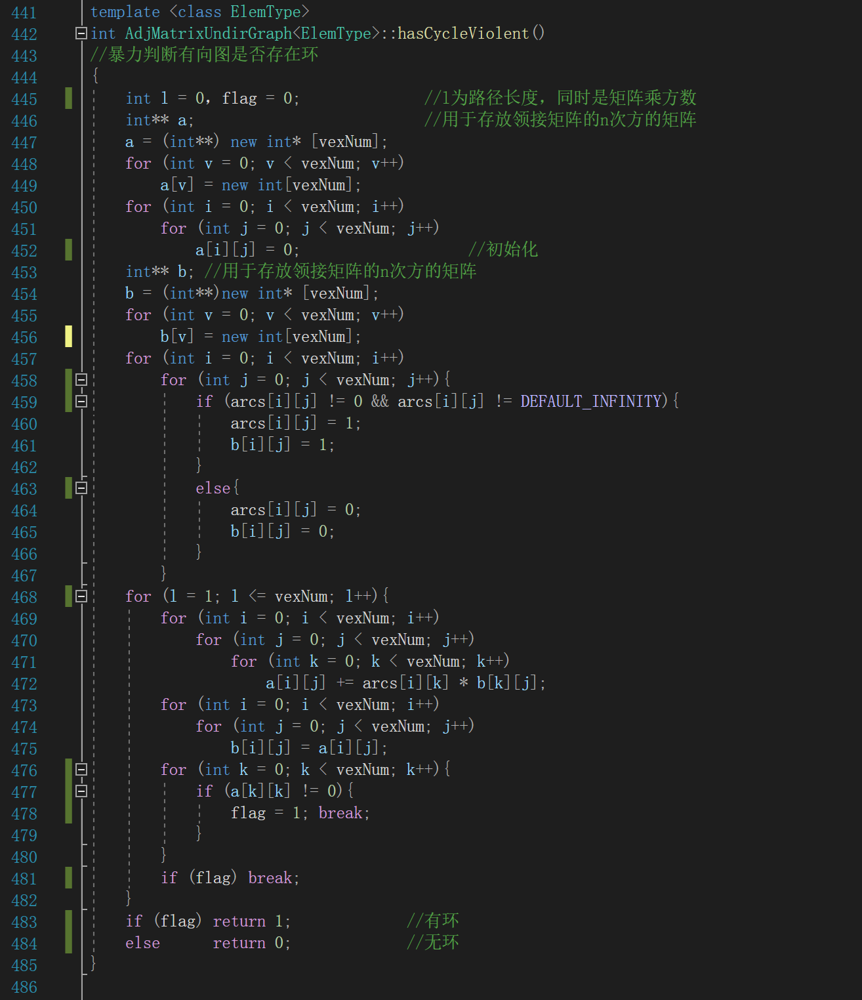 441 template <class ElemType>
442 int AdjMatrixUndirGraph<ElemType>::hasCycleViolent()
443 //暴力判断有向图是否存在环
444 {
445     int l = 0, flag = 0;              //l为路径长度，同时是矩阵乘方数
446     int** a;                          //用于存放领接矩阵的n次方的矩阵
447     a = (int**) new int* [vexNum];
448     for (int v = 0; v < vexNum; v++)
449         a[v] = new int[vexNum];
450     for (int i = 0; i < vexNum; i++)
451         for (int j = 0; j < vexNum; j++)
452             a[i][j] = 0;                   //初始化
453     int** b; //用于存放领接矩阵的n次方的矩阵
454     b = (int**)new int* [vexNum];
455     for (int v = 0; v < vexNum; v++)
456         b[v] = new int[vexNum];
457     for (int i = 0; i < vexNum; i++)
458         for (int j = 0; j < vexNum; j++){
459             if (arcs[i][j] != 0 && arcs[i][j] != DEFAULT_INFINITY){
460                 arcs[i][j] = 1;
461                 b[i][j] = 1;
462             }
463             else{
464                 arcs[i][j] = 0;
465                 b[i][j] = 0;
466             }
467         }
468     for (l = 1; l <= vexNum; l++){
469         for (int i = 0; i < vexNum; i++)
470             for (int j = 0; j < vexNum; j++)
471                 for (int k = 0; k < vexNum; k++)
472                     a[i][j] += arcs[i][k] * b[k][j];
473         for (int i = 0; i < vexNum; i++)
474             for (int j = 0; j < vexNum; j++)
475                 b[i][j] = a[i][j];
476         for (int k = 0; k < vexNum; k++){
477             if (a[k][k] != 0){
478                 flag = 1; break;
479             }
480         }
481         if (flag) break;
482     }
483     if (flag) return 1;             //有环
484     else      return 0;             //无环
485 }
486